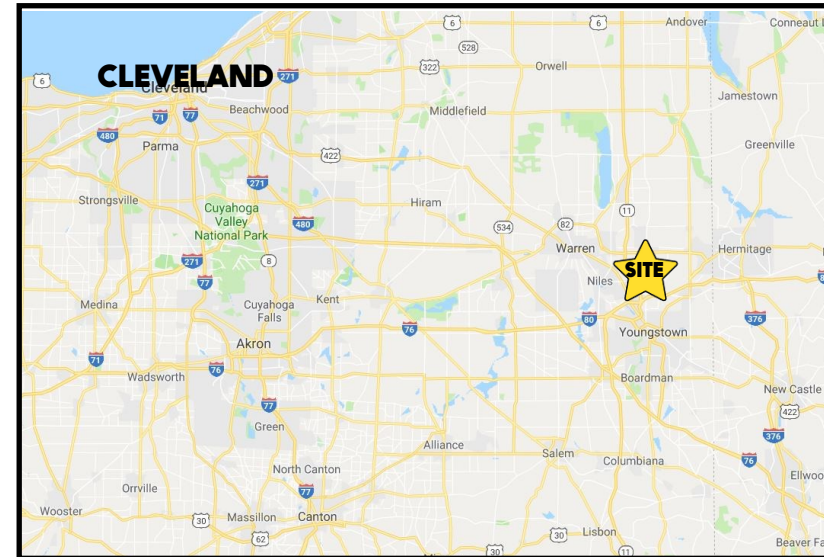 6
6
Andover
Conneaut L
528
322
Orwell
CLEVELAND
Cleveland
271
6
Jamestown
Beachwood
Middlefield
71
77
480
Parma
422
Greenville
271
Strongsville
Hiram
Cuyahoga
Valley
National Park
480
11
534
82
Warren
Hermitage
8
271
SITE
77
Niles
8
Medina
Cuyahoga
Falls
Kent
76
80
376
Youngstown
Akron
71
76
Wadsworth
Boardman
New Castle
77
422
Green
376
Alliance
Salem
Columbiana
76
North Canton
Ellwoo
Orrville
77
Wooster
30
Massillon
Canton
62
30
Lisbon
30
11
Beaver Fa